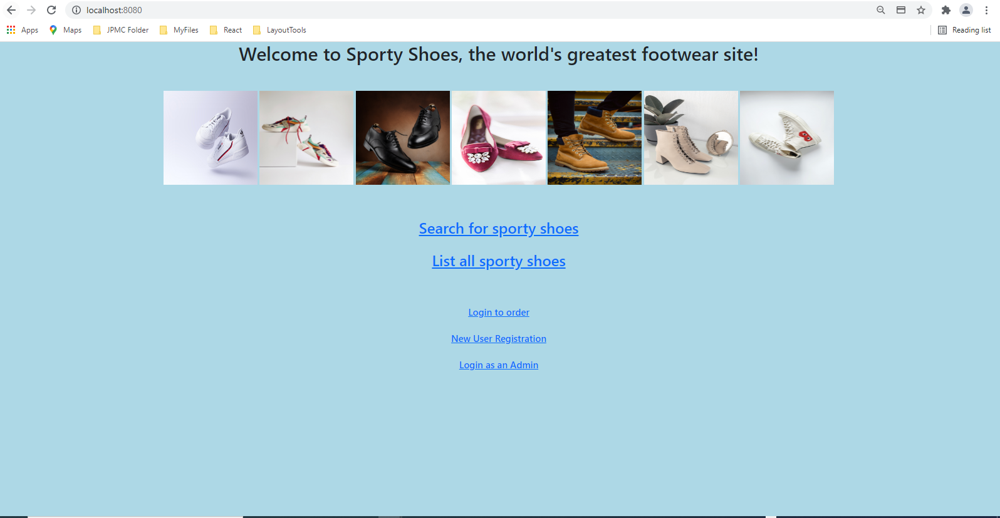 localhost:8080
Apps Maps JPMC Folder MyFiles React LayoutTools Reading list
Welcome to Sporty Shoes, the world's greatest footwear site!
Search for sporty shoes
List all sporty shoes
Login to order
New User Registration
Login as an Admin